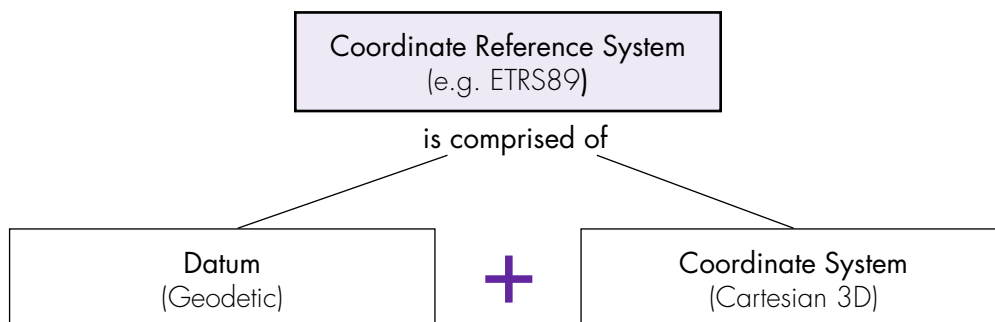 Coordinate Reference System
(e.g. ETRS89)
is comprised of
Datum
(Geodetic)
+
Coordinate System
(Cartesian 3D)